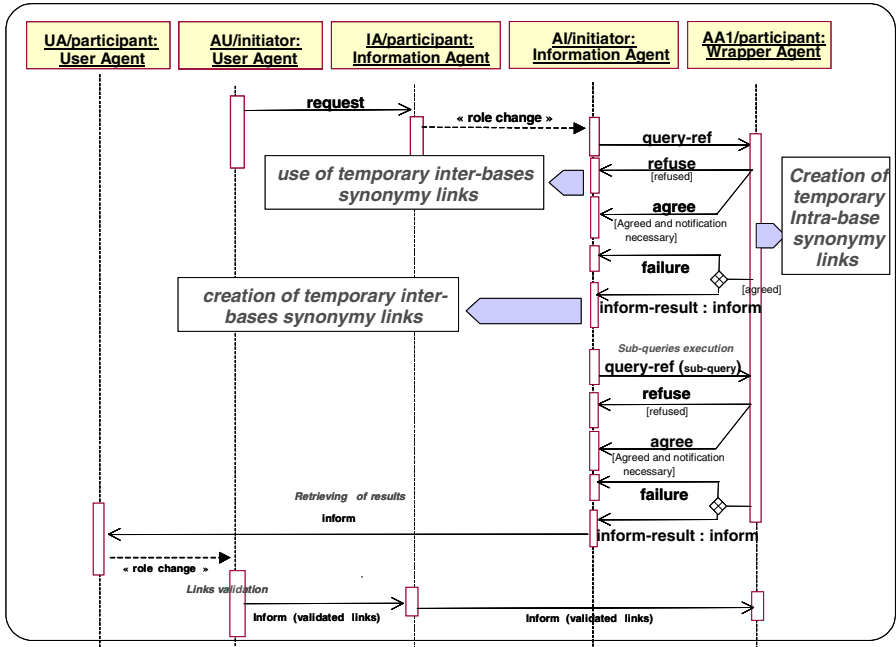 UA/participant:
User Agent
AU/initiator:
User Agent
IA/participant:
Information Agent
AI/initiator:
Information Agent
AA1/participant:
Wrapper Agent
request
« role change »
query-ref
refuse
[refused]
use of temporary inter-bases
synonymy links
Creation of
temporary
Intra-base
synonymy
links
agree
[Agreed and notification
necessary]
failure
[agreed]
creation of temporary inter-
bases synonymy links
inform-result : inform
Sub-queries execution
query-ref (sub-query)
refuse
[refused]
agree
[Agreed and notification
necessary]
failure
Retrieving of results
inform
inform-result : inform
« role change »
Links validation
Inform (validated links)
Inform (validated links)